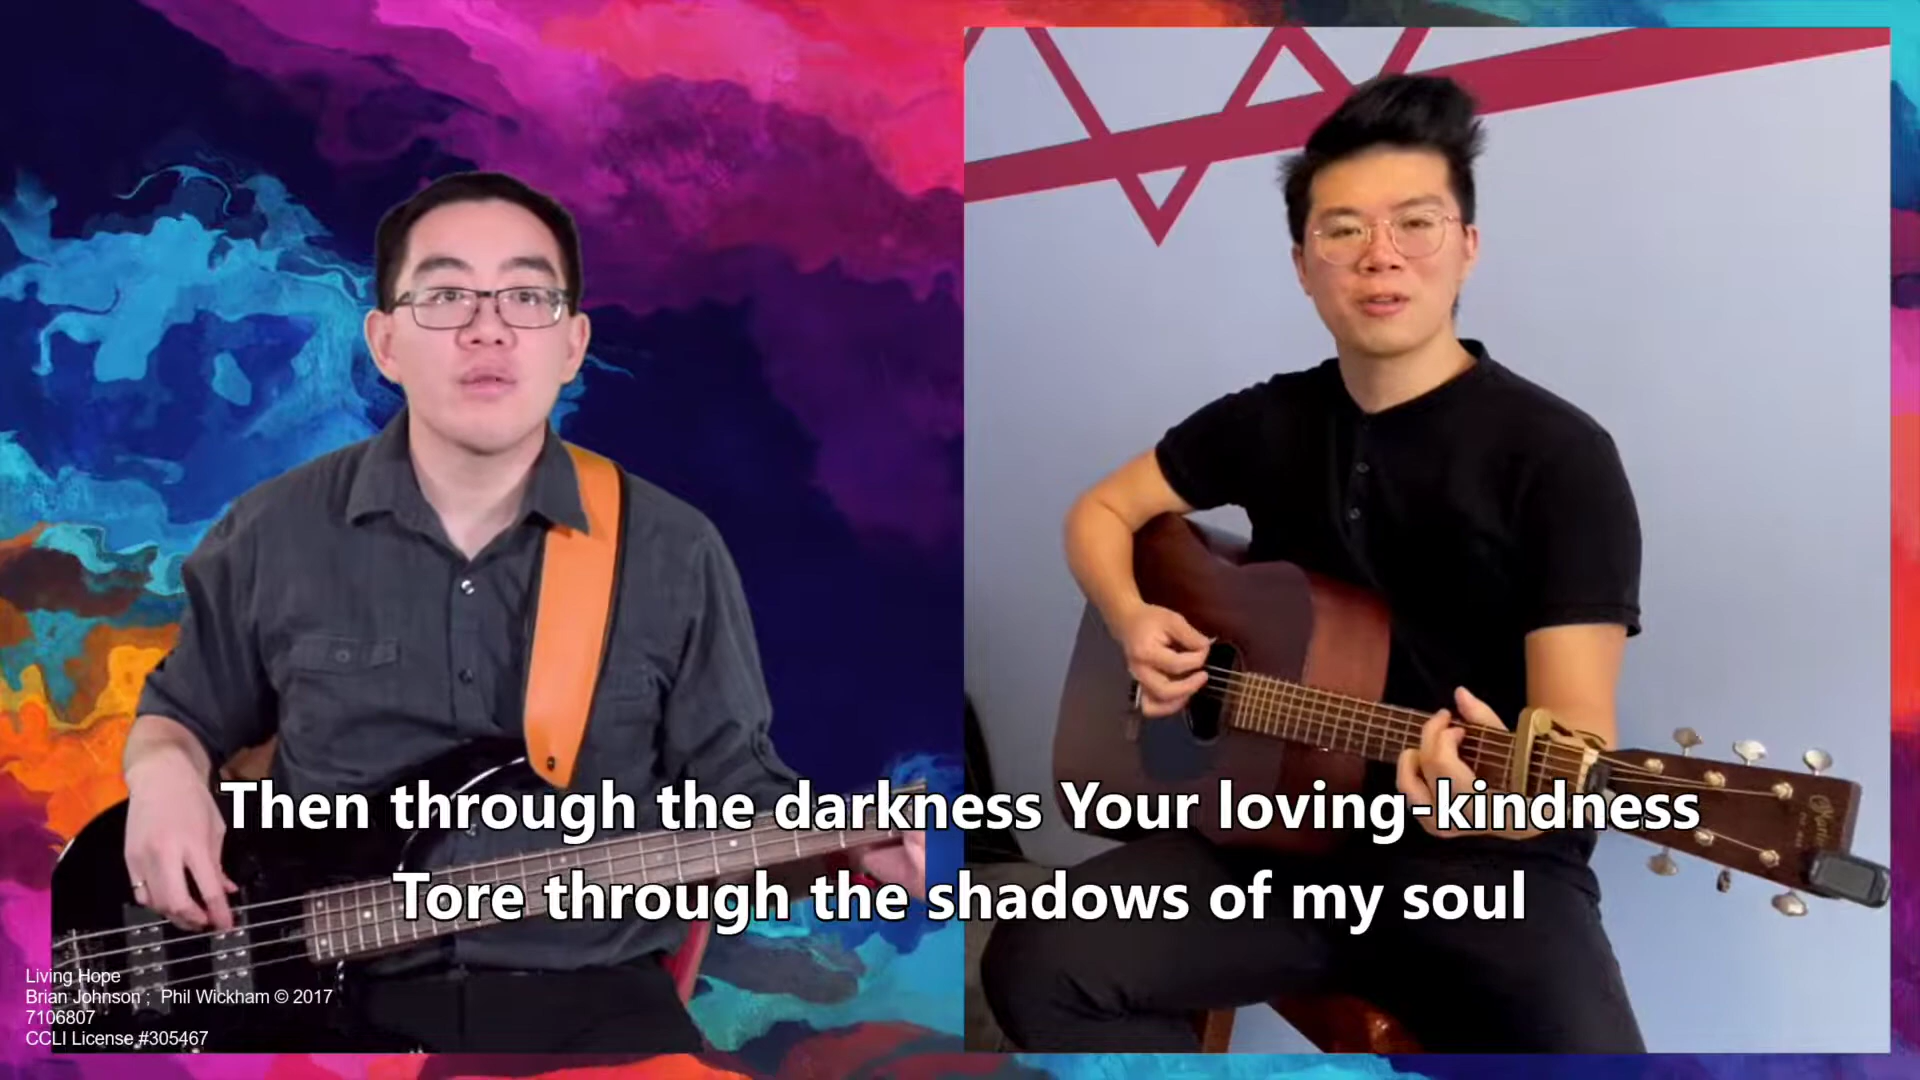 Then through the darkness Your loving-kindness
Tore through the shadows of my soul
Living Hope
Brian Johnson ; Phil Wickham © 2017
7106807
CCLI License #305467